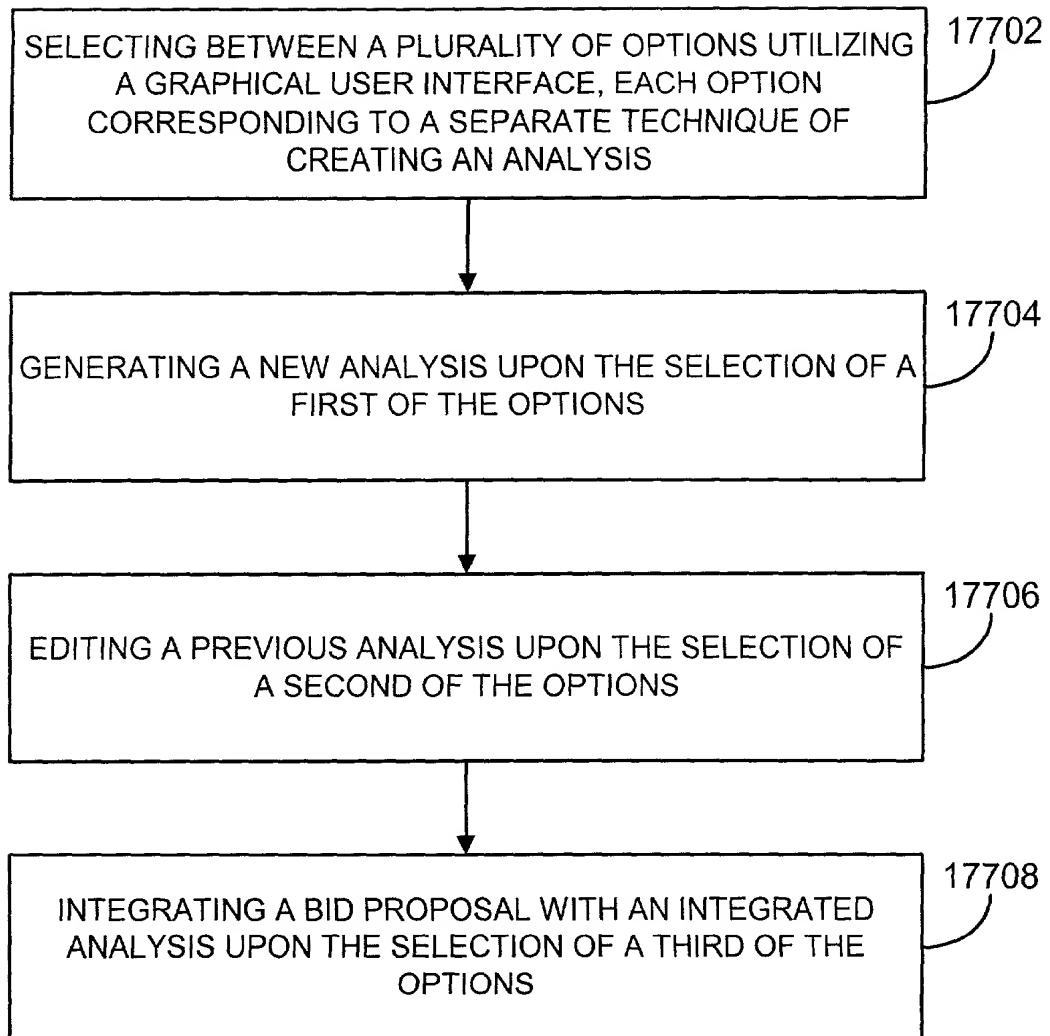 SELECTING BETWEEN A PLURALITY OF OPTIONS UTILIZING
A GRAPHICAL USER INTERFACE, EACH OPTION
CORRESPONDING TO A SEPARATE TECHNIQUE OF
CREATING AN ANALYSIS
17702
GENERATING A NEW ANALYSIS UPON THE SELECTION OF A
FIRST OF THE OPTIONS
17704
EDITING A PREVIOUS ANALYSIS UPON THE SELECTION OF
A SECOND OF THE OPTIONS
17706
INTEGRATING A BID PROPOSAL WITH AN INTEGRATED
ANALYSIS UPON THE SELECTION OF A THIRD OF THE
OPTIONS
17708